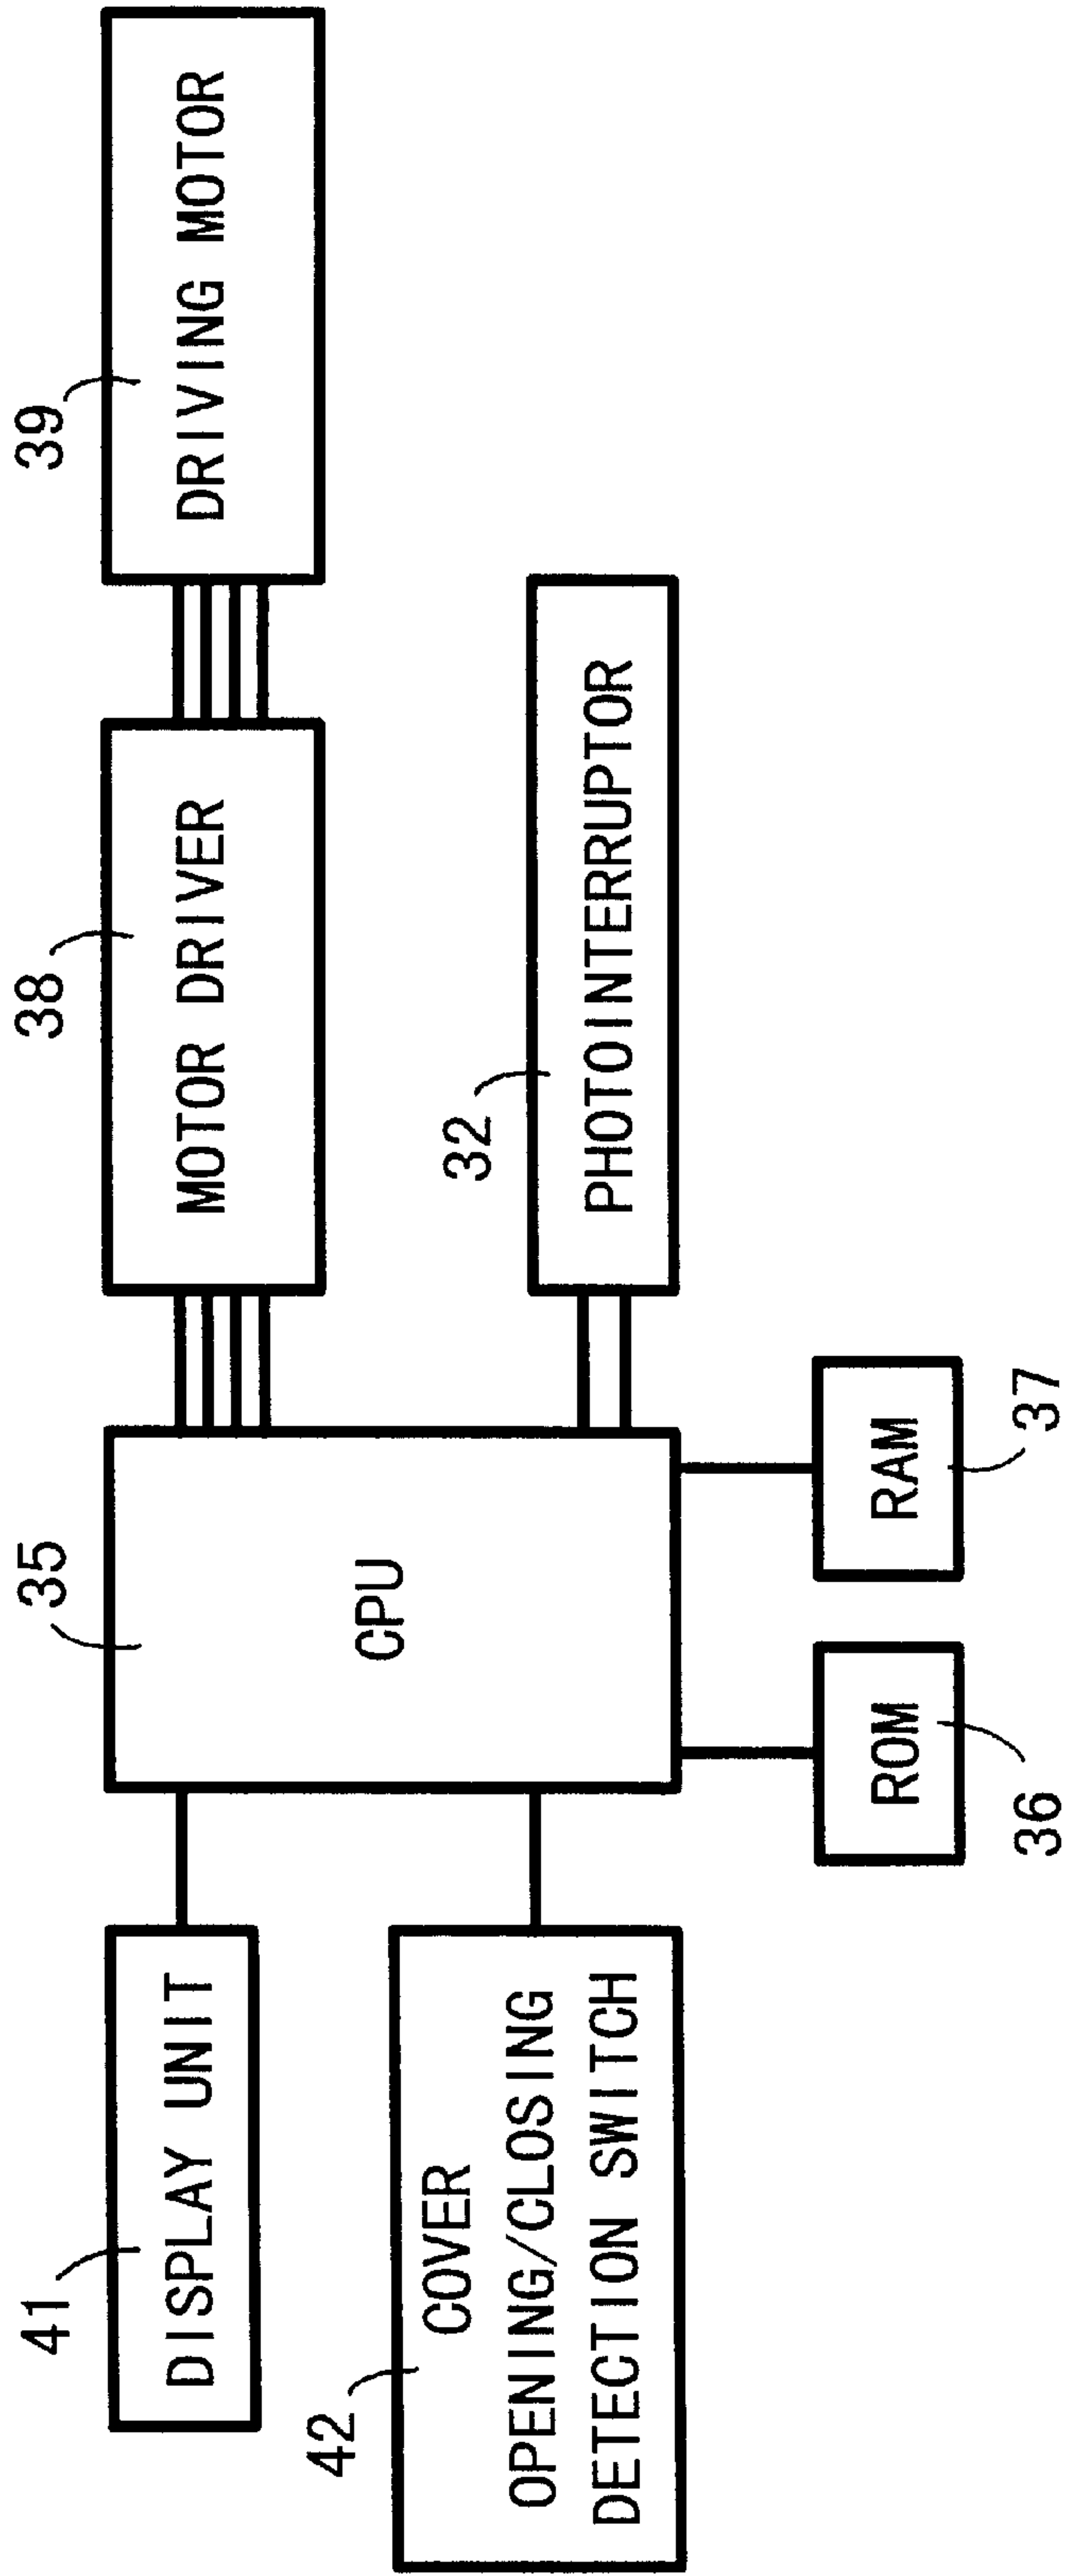 41
DISPLAY UNIT
42
COVER
OPENING/CLOSING
DETECTION SWITCH
35
CPU
36
ROM
37
RAM
38
MOTOR DRIVER
39
DRIVING MOTOR
32
PHOTOINTERRUPTOR